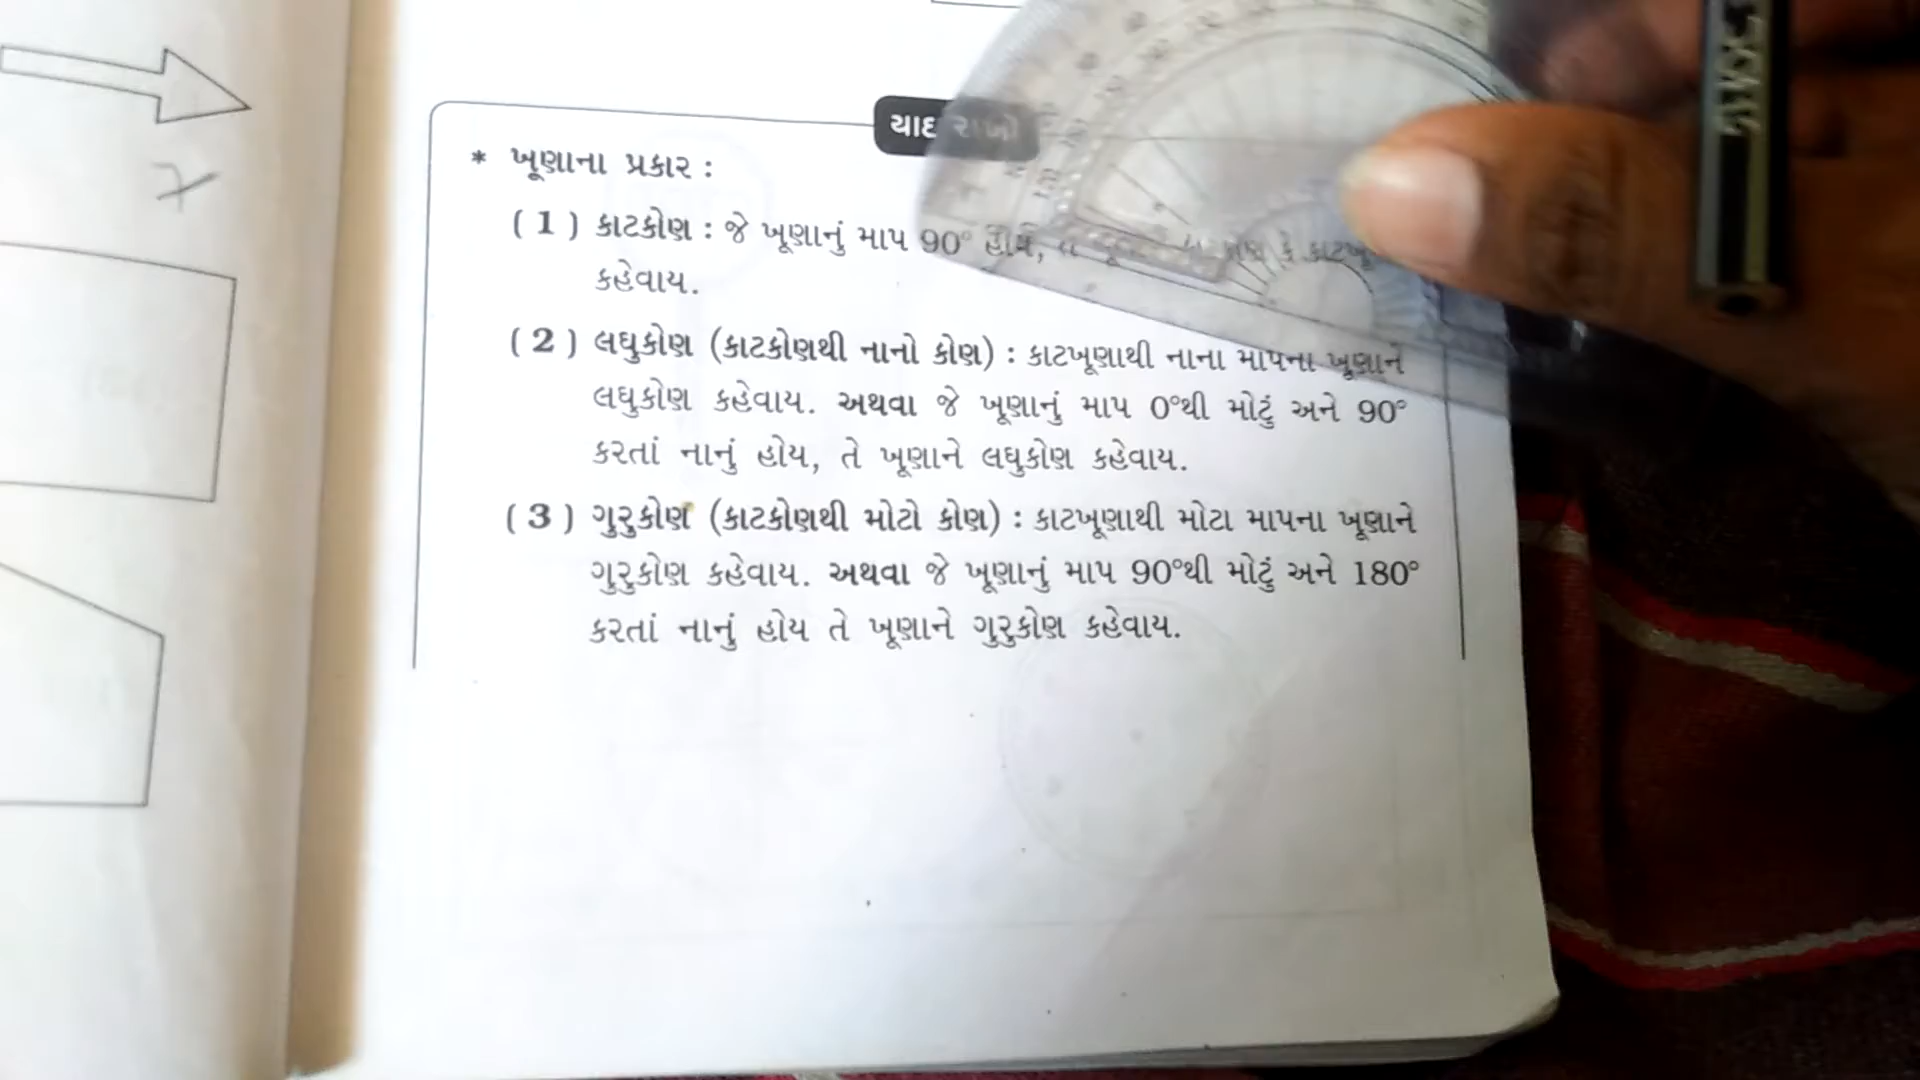 યાદ રાખો
* ખૂણાના પ્રકાર :
( 1 ) કાટકોણ : જે ખૂણાનું માપ 90° હોય, કે કાટખૂ
કહેવાય.
( 2 ) લઘુકોણ (કાટકોણથી નાનો કોણ) : કાટખૂણાથી નાના માપના ખૂણાને
લઘુકોણ કહેવાય. અથવા જે ખૂણાનું માપ 0°થી મોટું અને 90°
કરતાં નાનું હોય, તે ખૂણાને લઘુકોણ કહેવાય.
( 3 ) ગુરુકોણ (કાટકોણથી મોટો કોણ) : કાટખૂણાથી મોટા માપના ખૂણાને
ગુરુકોણ કહેવાય. અથવા જે ખૂણાનું માપ 90°થી મોટું અને 180°
કરતાં નાનું હોય તે ખૂણાને ગુરુકોણ કહેવાય.